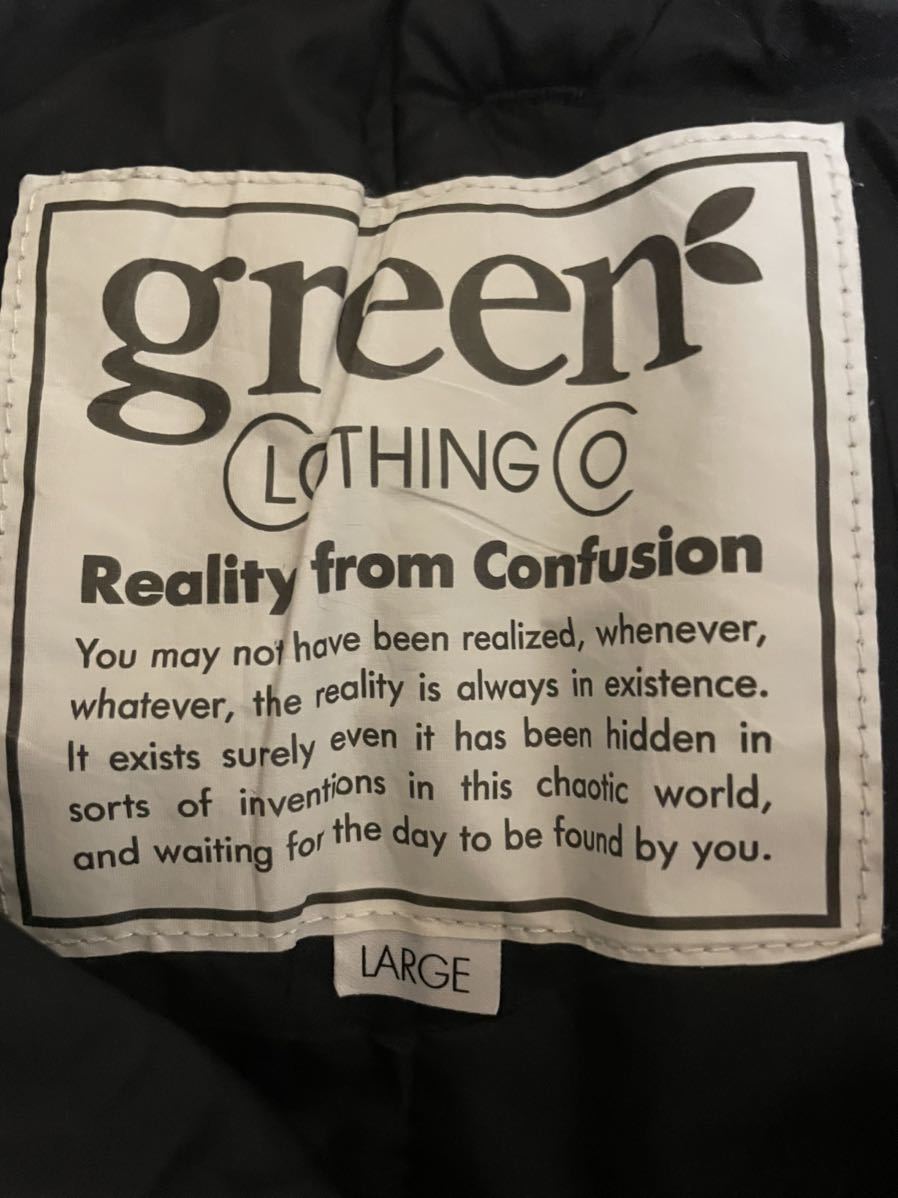 green
CLOTHING CO
Reality from Confusion
You may not have been realized, whenever,
whatever, the reality is always in existence.
It exists surely even it has been hidden in
sorts of inventions in this chaotic world,
and waiting for the day to be found by you.
LARGE